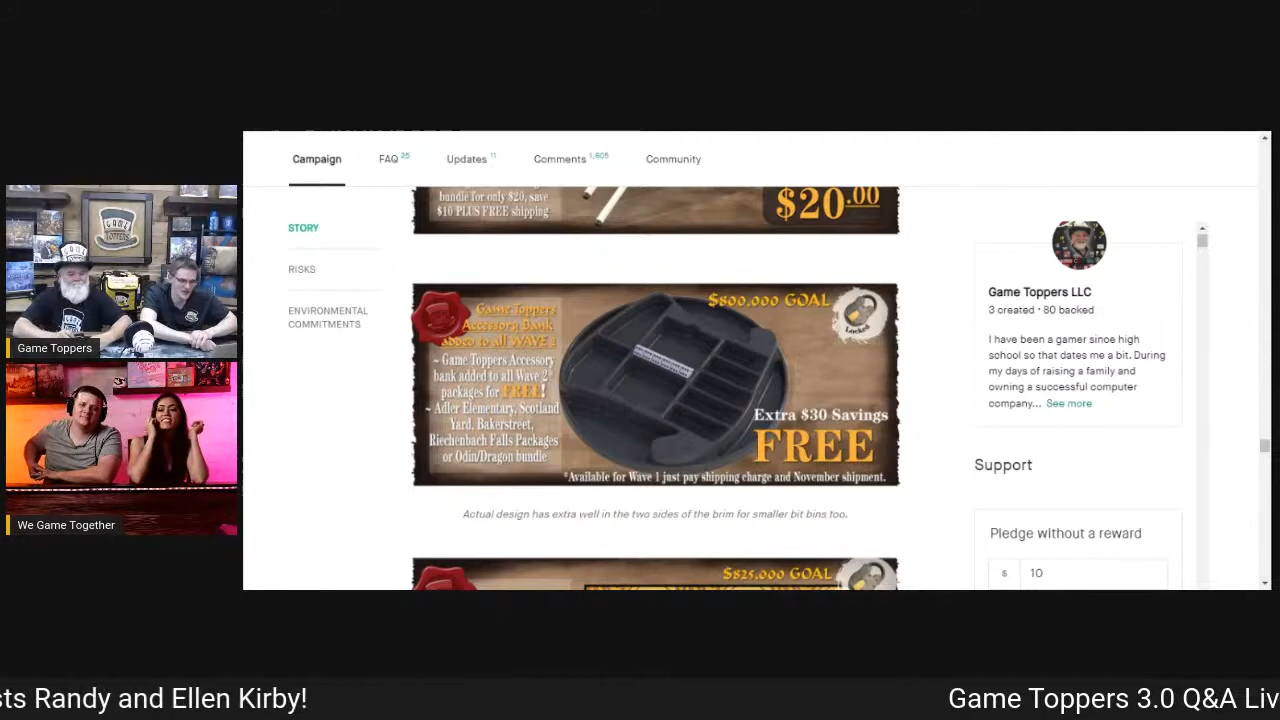 Campaign
FAQ 25
Updates 11
Comments 1,605
Community
STORY
RISKS
ENVIRONMENTAL
COMMITMENTS
bundle for only $20, save
$10 PLUS FREE shipping
$20.00
$800,000 GOAL
Locked
Game Toppers
Accessory Bank
added to all WAVE 2
~ Game Toppers Accessory
bank added to all Wave 2*
packages for FREE!
~ Adler Elementary, Scotland
Yard, Bakerstreet,
Riechenbach Falls Packages
or Odin/Dragon bundle
Extra $30 Savings
FREE
*Available for Wave 1 just pay shipping charge and November shipment.
Actual design has extra well in the two sides of the brim for smaller bit bins too.
$825,000 GOAL
Game Toppers LLC
3 created · 80 backed
I have been a gamer since high
school so that dates me a bit. During
my days of raising a family and
owning a successful computer
company... See more
Support
Pledge without a reward
$ 10
GAME
TOPPERS
Game Toppers
We Game Together
sts Randy and Ellen Kirby!
Game Toppers 3.0 Q&A Liv